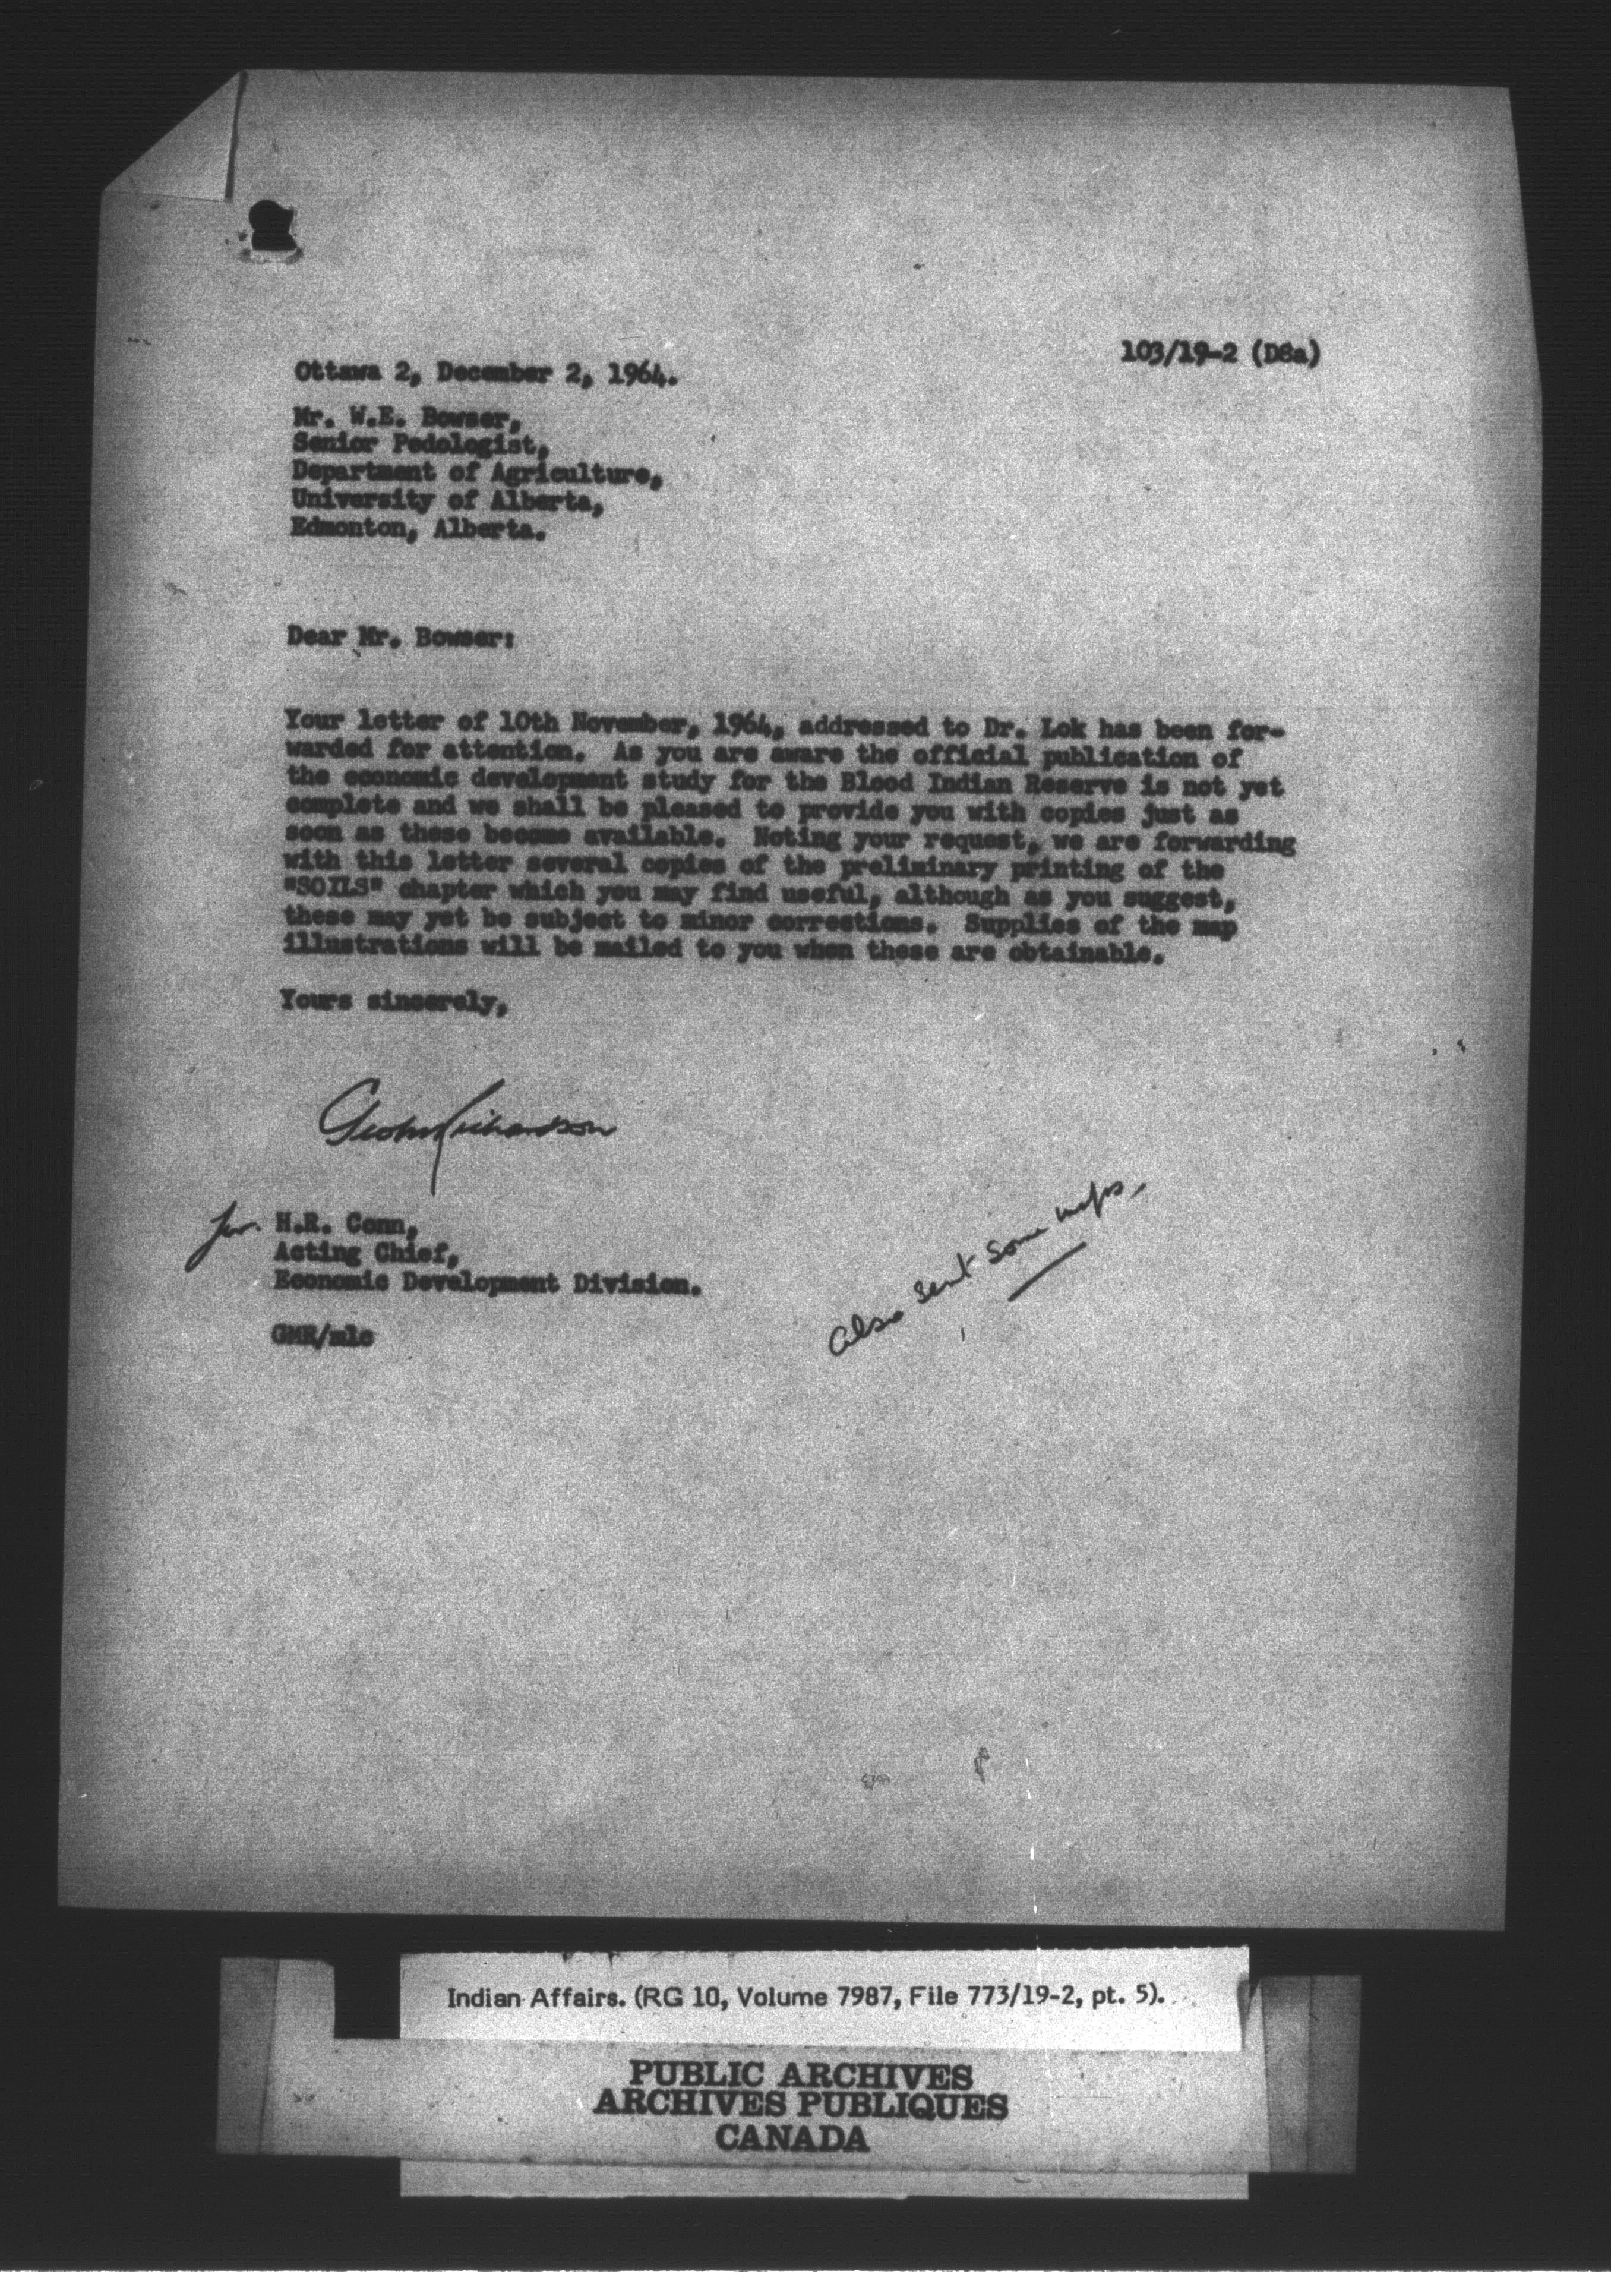 103/19-2 (D8a)
Ottawa 2, December 2, 1964.
Mr. W.E. Bowser,
Senior Pedologist,
Department of Agriculture,
University of Alberta,
Edmonton, Alberta.
Dear Mr. Bowser:
Your letter of 10th November, 1964, addressed to Dr. Lok has been for-
warded for attention. As you are aware the official publication of
the economic development study for the Blood Indian Reserve is not yet
complete and we shall be pleased to provide you with copies just as
soon as these become available. Noting your request, we are forwarding
with this letter several copies of the preliminary printing of the
"SOILS" chapter which you may find useful, although as you suggest,
these may yet be subject to minor corrections. Supplies of the map
illustrations will be mailed to you when these are obtainable.
Yours sincerely,
Richardson
for H.R. Conn,
Acting Chief,
Economic Development Division.
GMR/mlc
also sent some maps.
Indian Affairs. (RG 10, Volume 7987, File 773/19-2, pt. 5).
PUBLIC ARCHIVES
ARCHIVES PUBLIQUES
CANADA